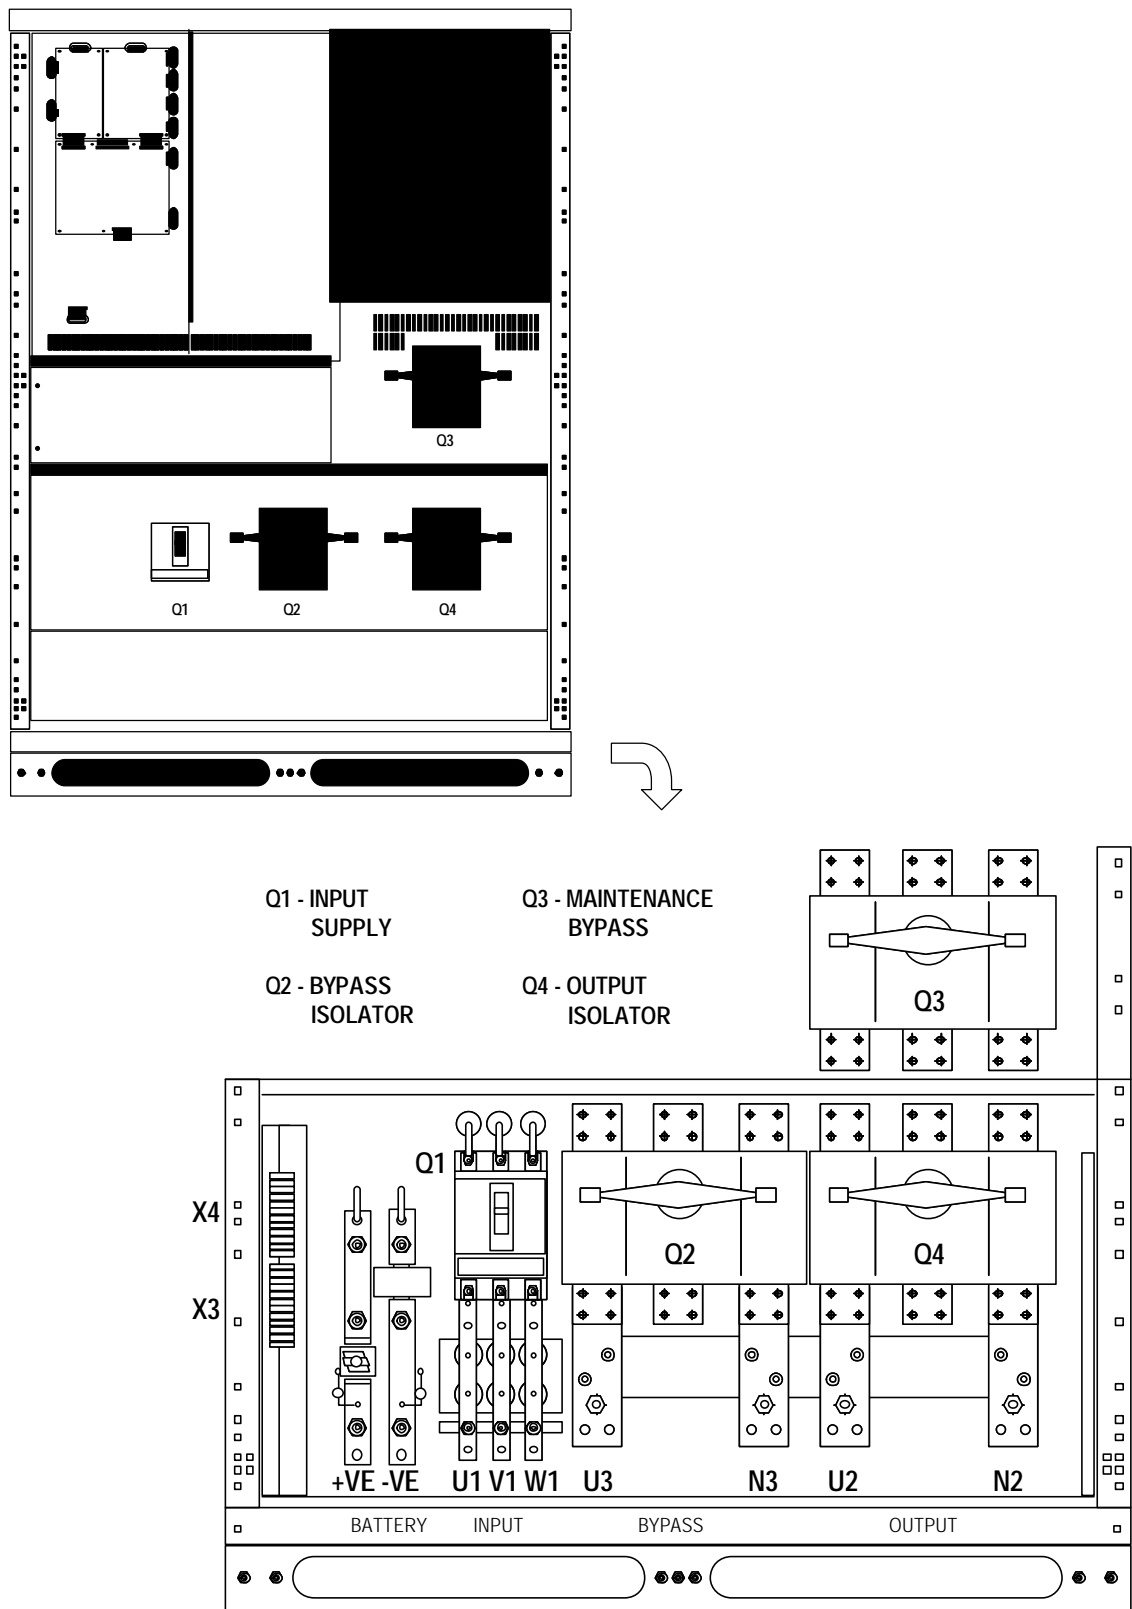 Q3
Q1
Q2
Q4
Q1 - INPUT
SUPPLY
Q3 - MAINTENANCE
BYPASS
Q2 - BYPASS
ISOLATOR
Q4 - OUTPUT
ISOLATOR
Q3
Q1
X4
Q2
Q4
X3
+VE -VE U1 V1 W1 U3 N3 U2 N2
BATTERY INPUT BYPASS OUTPUT